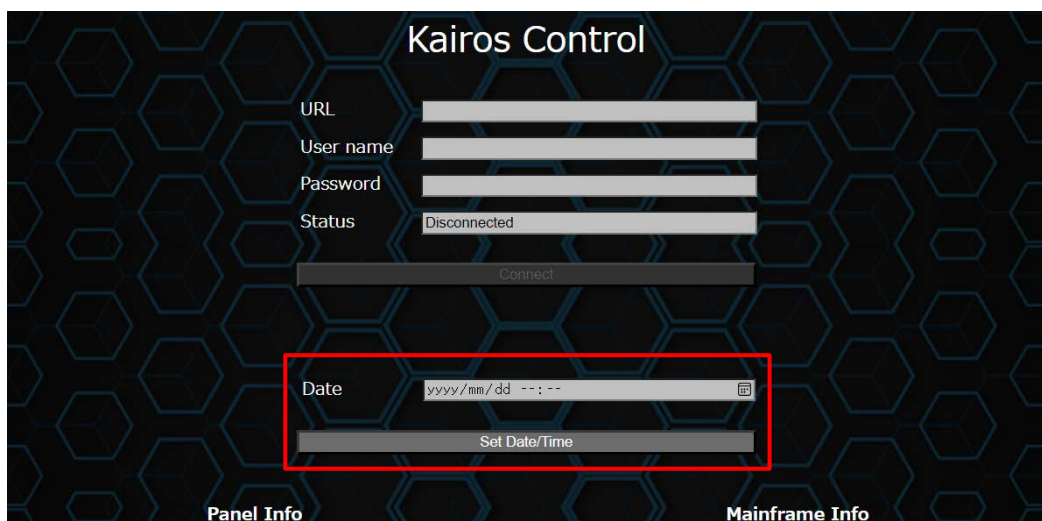 Kairos Control
URL
User name
Password
Status Disconnected
Connect
Date yyyy/mm/dd --:--
Set Date/Time
Panel Info Mainframe Info